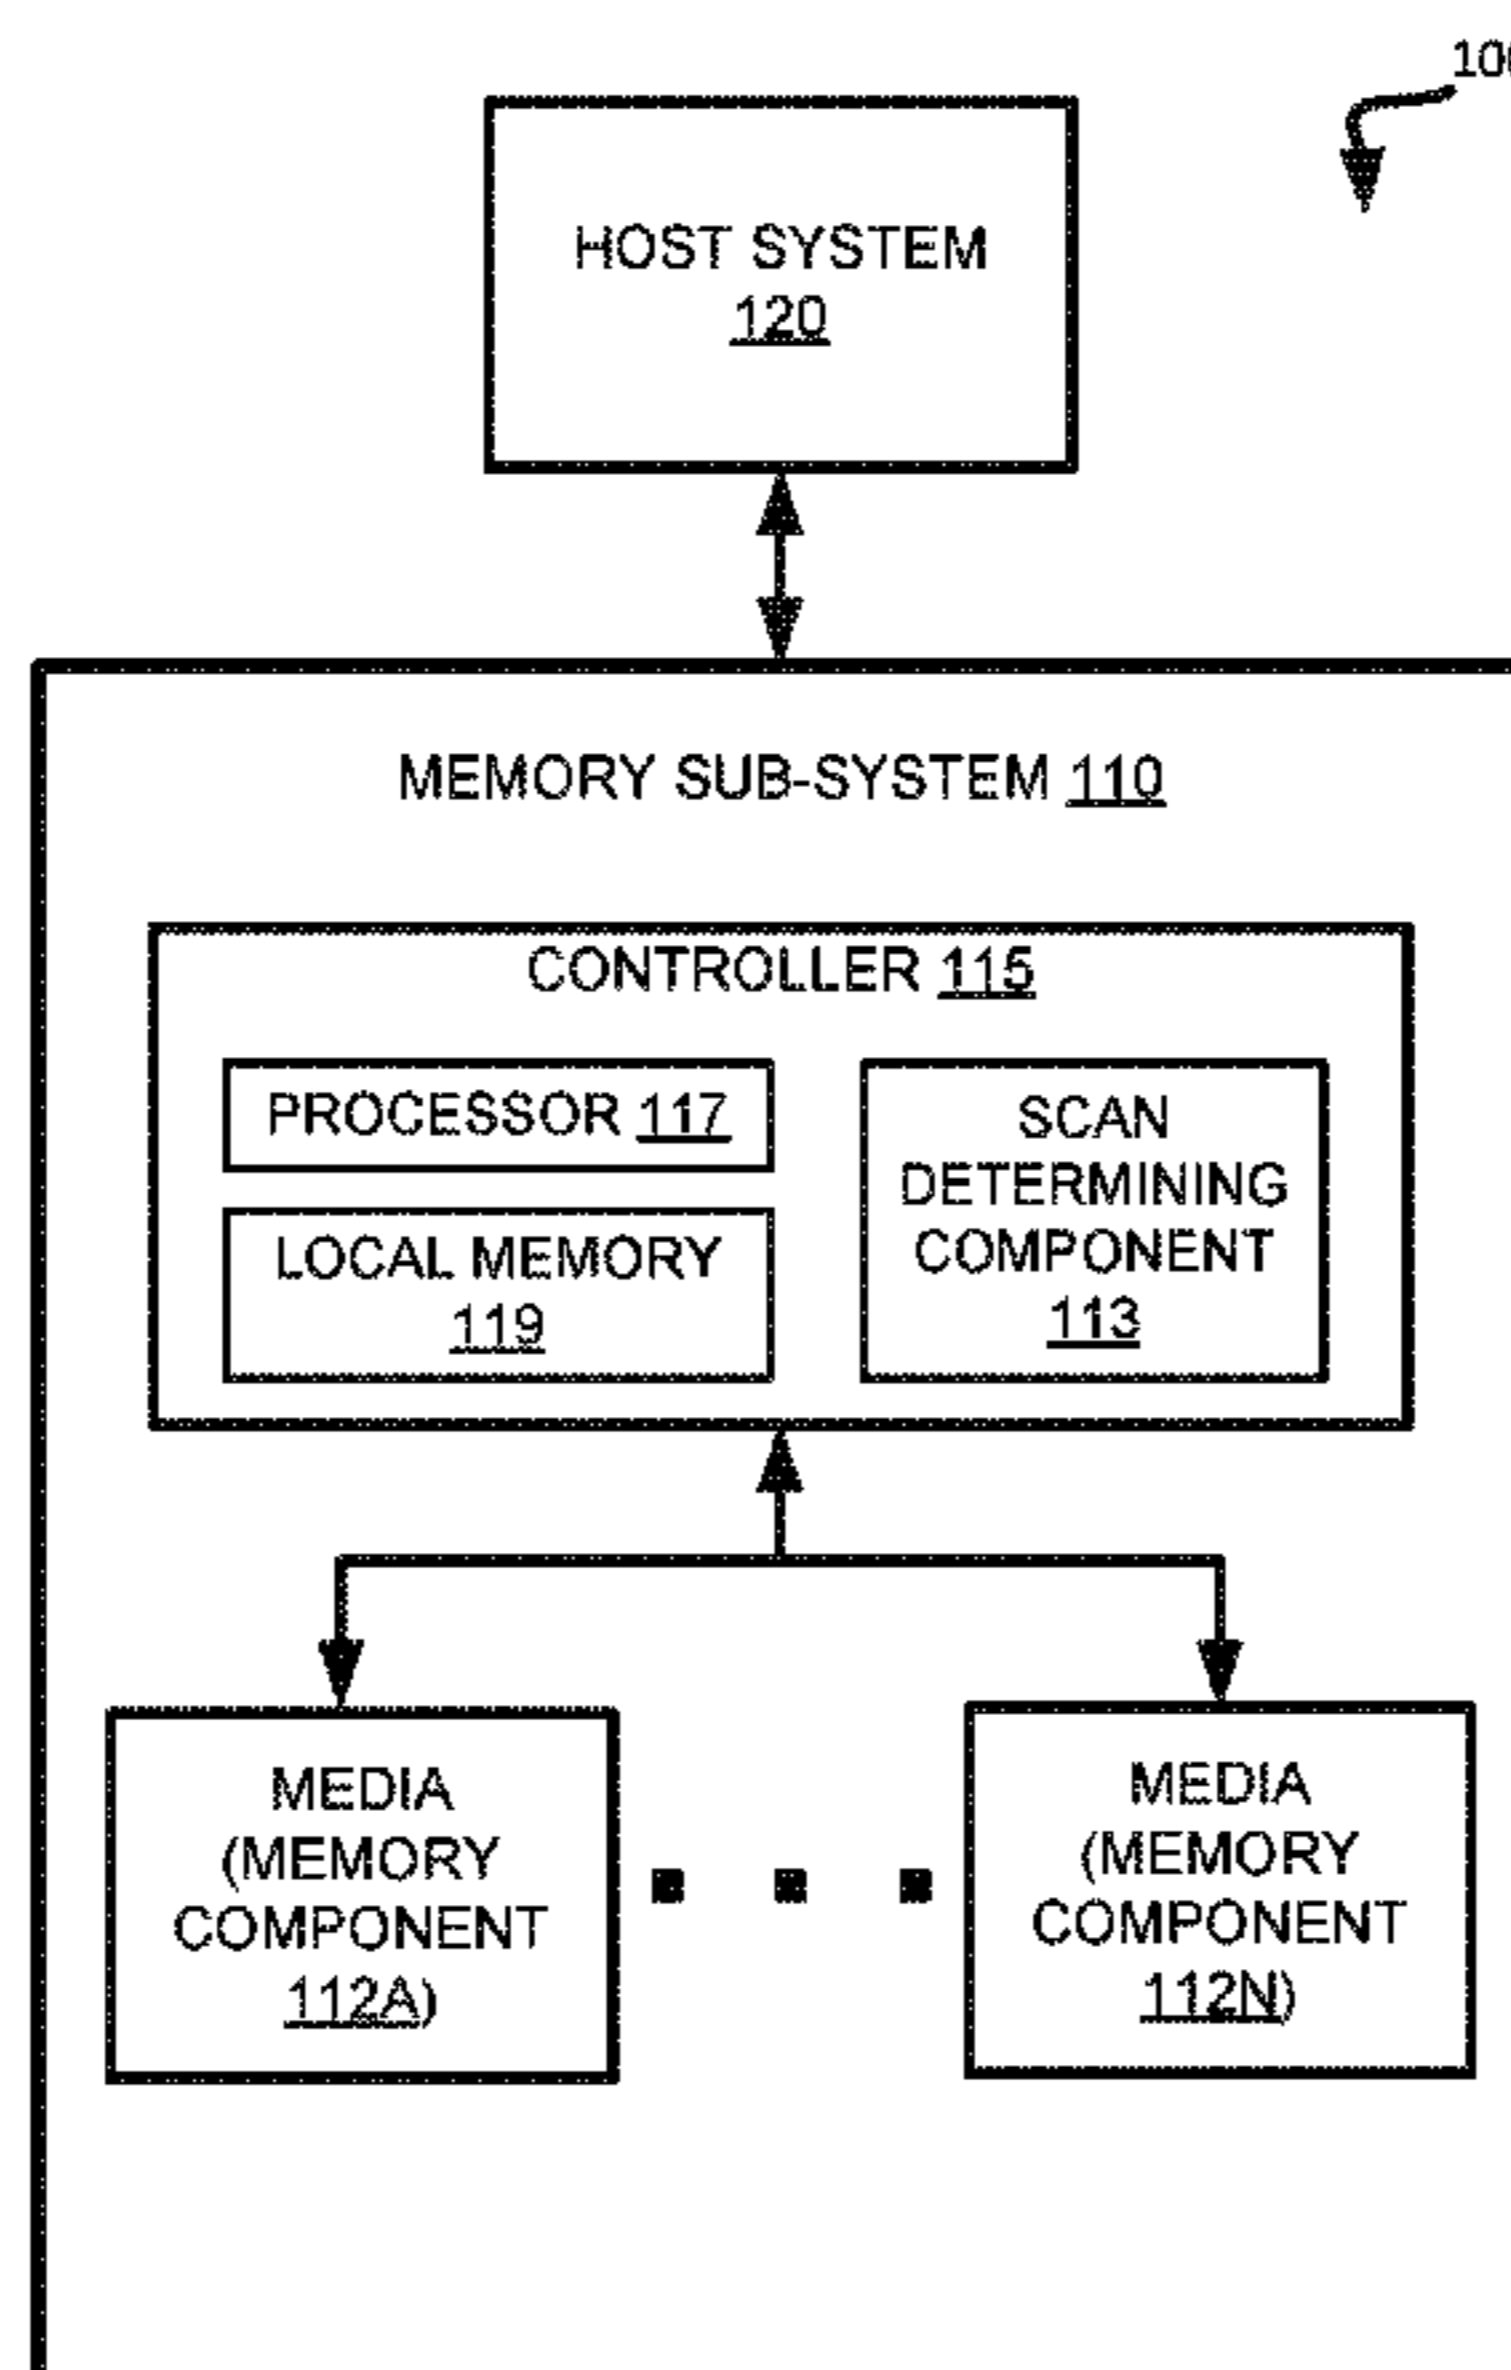 HOST SYSTEM
120
MEMORY SUB-SYSTEM 110
CONTROLLER 115
PROCESSOR 117
LOCAL MEMORY
119
SCAN
DETERMINING
COMPONENT
113
MEDIA
(MEMORY
COMPONENT
112A)
MEDIA
(MEMORY
COMPONENT
112N)